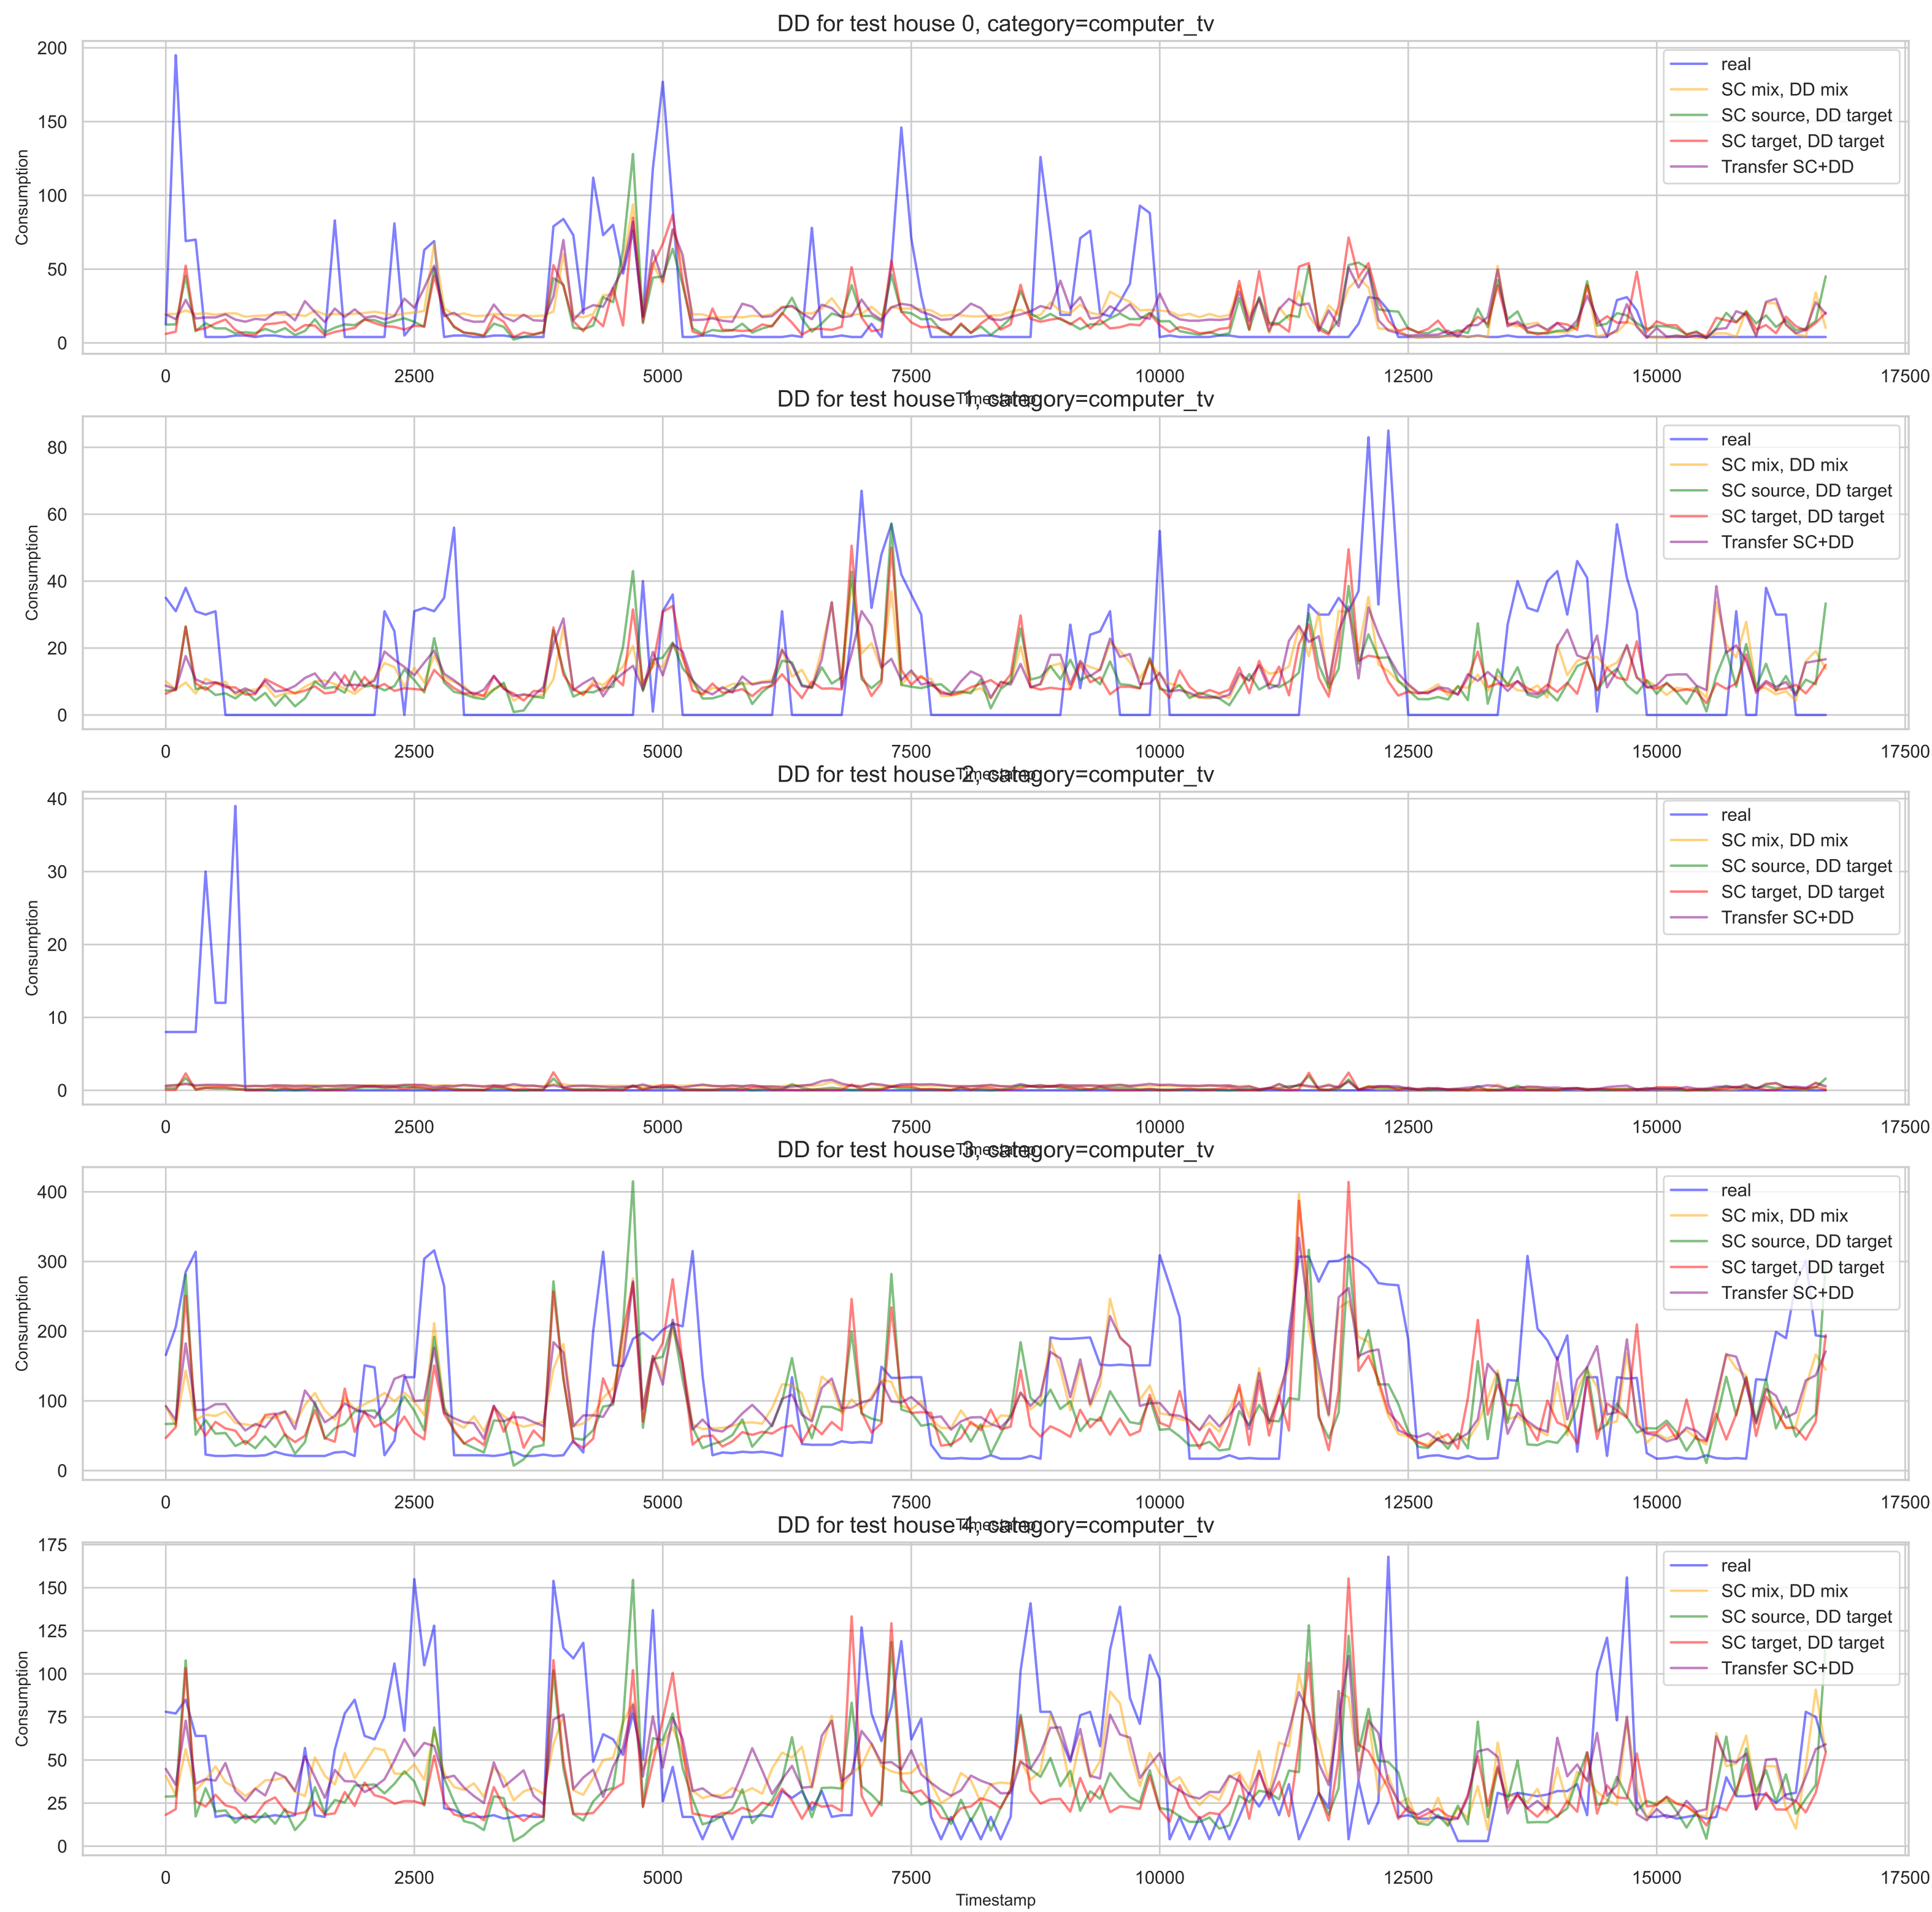 DD for test house 0, category=computer_tv
200
150
100
50
0
Consumption
real
SC mix, DD mix
SC source, DD target
SC target, DD target
Transfer SC+DD
0 2500 5000 7500 10000 12500 15000 17500
Timestamp
DD for test house 1, category=computer_tv
80
60
40
20
0
Consumption
real
SC mix, DD mix
SC source, DD target
SC target, DD target
Transfer SC+DD
0 2500 5000 7500 10000 12500 15000 17500
Timestamp
DD for test house 2, category=computer_tv
40
30
20
10
0
Consumption
real
SC mix, DD mix
SC source, DD target
SC target, DD target
Transfer SC+DD
0 2500 5000 7500 10000 12500 15000 17500
Timestamp
DD for test house 3, category=computer_tv
400
300
200
100
0
Consumption
real
SC mix, DD mix
SC source, DD target
SC target, DD target
Transfer SC+DD
0 2500 5000 7500 10000 12500 15000 17500
Timestamp
DD for test house 4, category=computer_tv
175
150
125
100
75
50
25
0
Consumption
real
SC mix, DD mix
SC source, DD target
SC target, DD target
Transfer SC+DD
0 2500 5000 7500 10000 12500 15000 17500
Timestamp